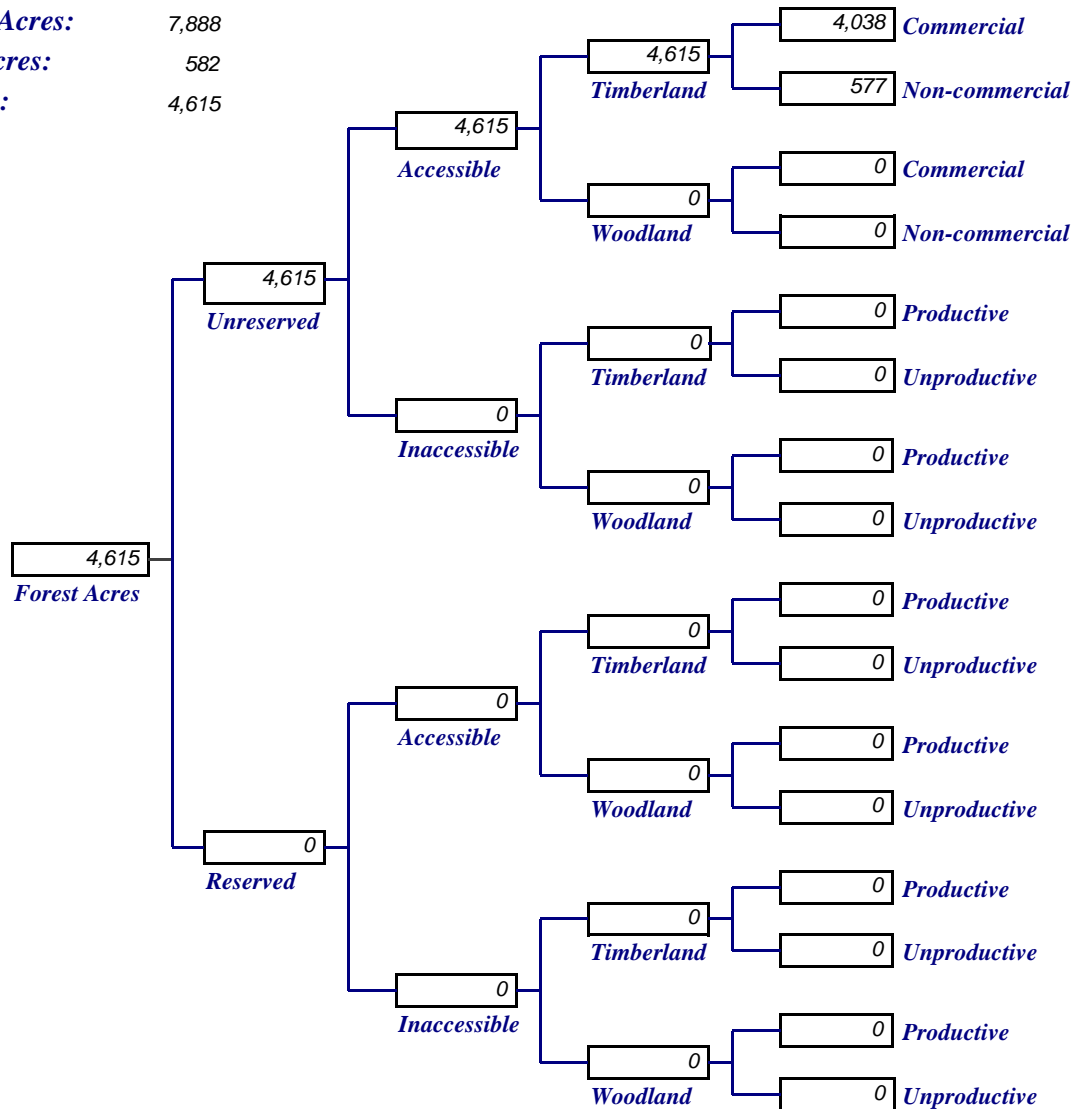 Acres: 7,888
cres: 582
: 4,615
4,038 Commercial
4,615
Timberland
577 Non-commercial
4,615
Accessible
0 Commercial
0
Woodland
0 Non-commercial
4,615
Unreserved
0 Productive
0
Timberland
0 Unproductive
0
Inaccessible
0 Productive
0
Woodland
0 Unproductive
4,615
Forest Acres
0 Productive
0
Timberland
0 Unproductive
0
Accessible
0 Productive
0
Woodland
0 Unproductive
0
Reserved
0 Productive
0
Timberland
0 Unproductive
0
Inaccessible
0 Productive
0
Woodland
0 Unproductive